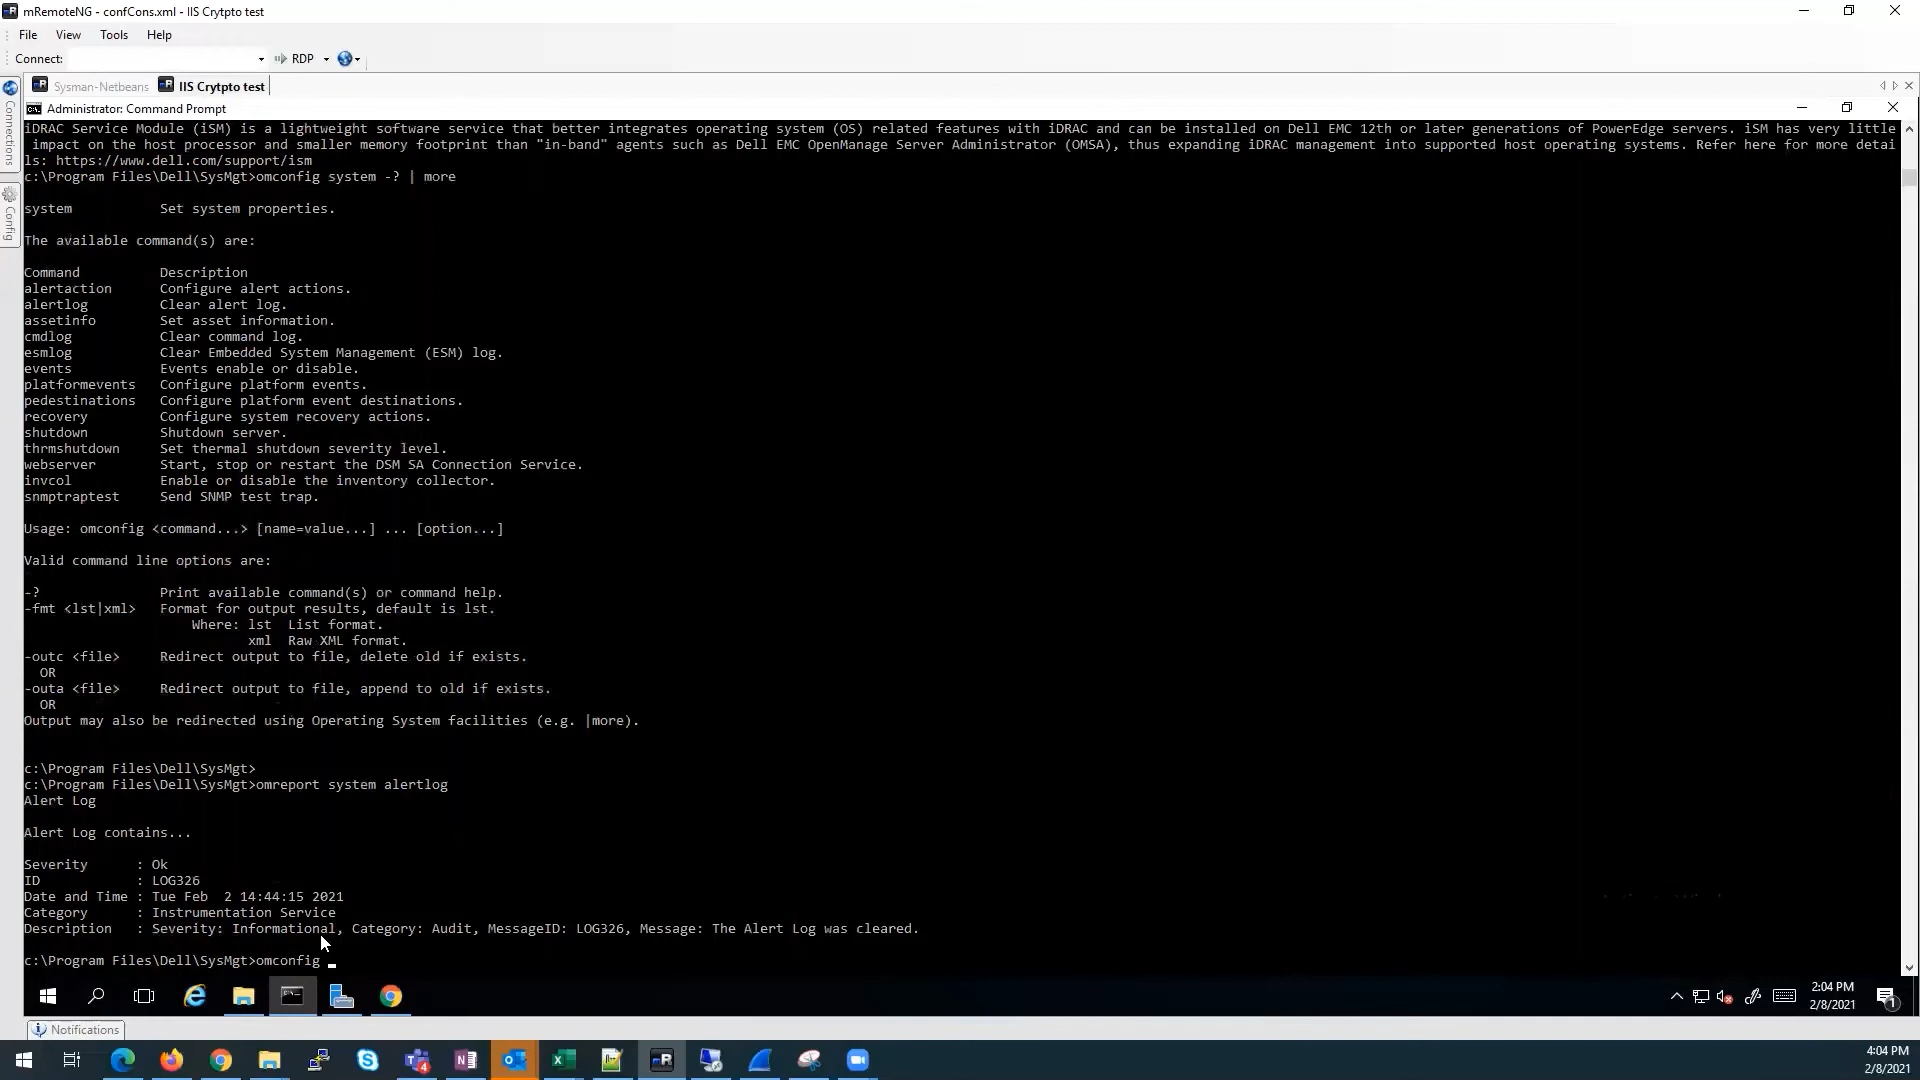 mRemoteNG - confCons.xml - IIS Crytpto test
File View Tools Help
Connect: RDP
Connections
Config
Sysman-Netbeans IIS Crytpto test
Administrator: Command Prompt
iDRAC Service Module (iSM) is a lightweight software service that better integrates operating system (OS) related features with iDRAC and can be installed on Dell EMC 12th or later generations of PowerEdge servers. iSM has very little
impact on the host processor and smaller memory footprint than "in-band" agents such as Dell EMC OpenManage Server Administrator (OMSA), thus expanding iDRAC management into supported host operating systems. Refer here for more detai
ls: https://www.dell.com/support/ism
c:\Program Files\Dell\SysMgt>omconfig system -? | more
system Set system properties.
The available command(s) are:
Command Description
alertaction Configure alert actions.
alertlog Clear alert log.
assetinfo Set asset information.
cmdlog Clear command log.
esmlog Clear Embedded System Management (ESM) log.
events Events enable or disable.
platformevents Configure platform events.
pedestinations Configure platform event destinations.
recovery Configure system recovery actions.
shutdown Shutdown server.
thrmshutdown Set thermal shutdown severity level.
webserver Start, stop or restart the DSM SA Connection Service.
invcol Enable or disable the inventory collector.
snmptraptest Send SNMP test trap.
Usage: omconfig <command...> [name=value...] ... [option...]
Valid command line options are:
-? Print available command(s) or command help.
-fmt <lst|xml> Format for output results, default is lst.
Where: lst List format.
xml Raw XML format.
-outc <file> Redirect output to file, delete old if exists.
OR
-outa <file> Redirect output to file, append to old if exists.
OR
Output may also be redirected using Operating System facilities (e.g. |more).
c:\Program Files\Dell\SysMgt>
c:\Program Files\Dell\SysMgt>omreport system alertlog
Alert Log
Alert Log contains...
Severity : Ok
ID : LOG326
Date and Time : Tue Feb 2 14:44:15 2021
Category : Instrumentation Service
Description : Severity: Informational, Category: Audit, MessageID: LOG326, Message: The Alert Log was cleared.
c:\Program Files\Dell\SysMgt>omconfig _
2:04 PM
2/8/2021
1
Notifications
4
4:04 PM
2/8/2021